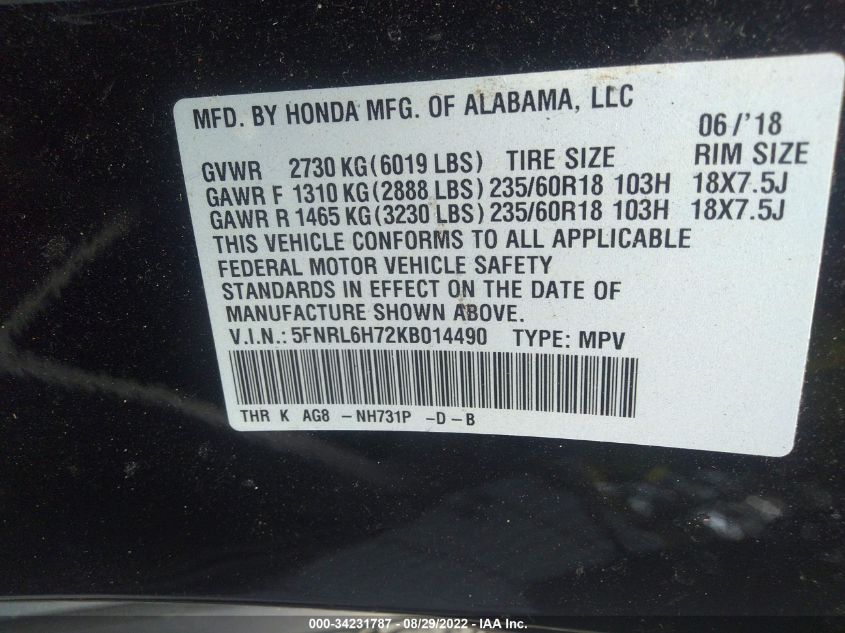 MFD. BY HONDA MFG. OF ALABAMA, LLC
06/'18
GVWR 2730 KG(6019 LBS) TIRE SIZE RIM SIZE
GAWR F 1310 KG(2888 LBS) 235/60R18 103H 18X7.5J
GAWR R 1465 KG(3230 LBS) 235/60R18 103H 18X7.5J
THIS VEHICLE CONFORMS TO ALL APPLICABLE
FEDERAL MOTOR VEHICLE SAFETY
STANDARDS IN EFFECT ON THE DATE OF
MANUFACTURE SHOWN ABOVE.
V.I.N.: 5FNRL6H72KB014490 TYPE: MPV
THR K AG8 -NH731P -D-B
000-34231787 - 08/29/2022 - IAA Inc.